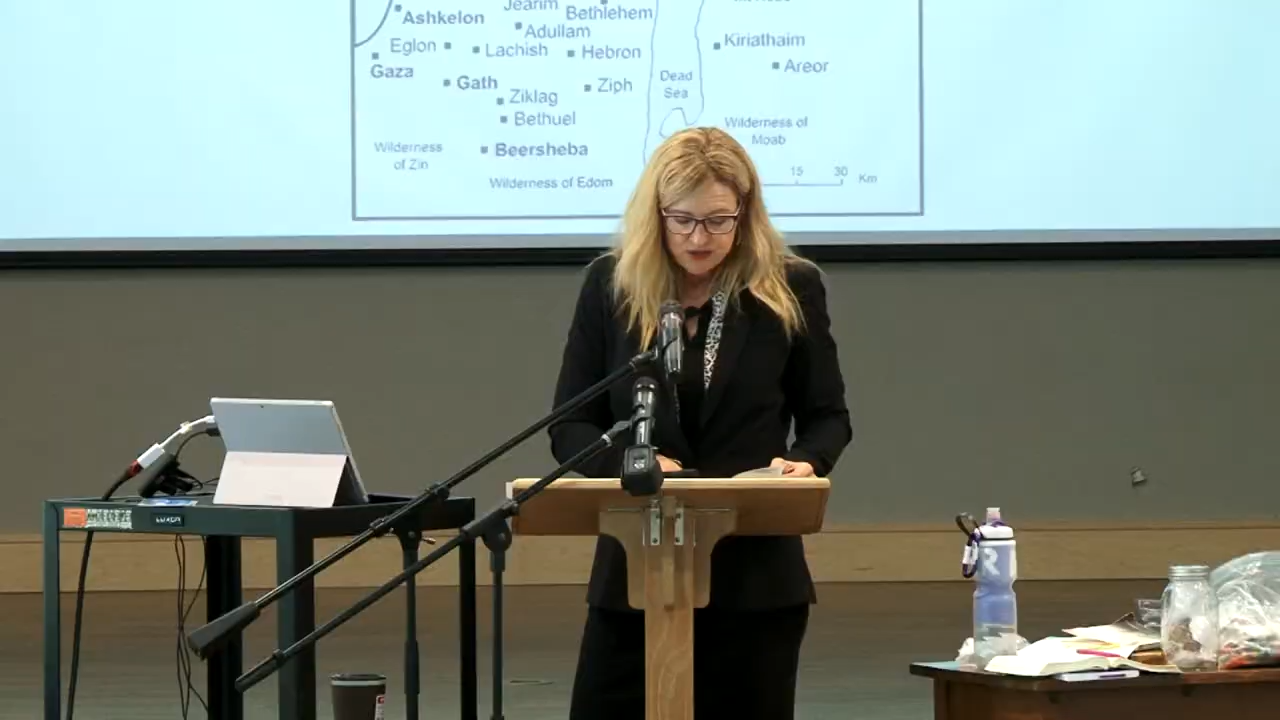 Jearim
Bethlehem
Ashkelon
Adullam
Eglon
Lachish
Hebron
Kiriathaim
Gaza
Areor
Gath
Ziph
Dead
Sea
Ziklag
Bethuel
Wilderness of
Moab
Wilderness
of Zin
Beersheba
Wilderness of Edom
15 30 Km
LUXOR
R